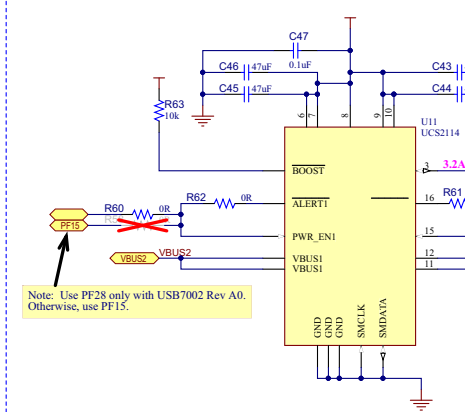 C47
0.1uF
C46
47uF
C43
C45
47uF
C44
6
7
8
9
10
R63
10k
U11
UCS2114
BOOST
3
3.2A
R62
0R
ALERT1
16
R61
R60
0R
PF15
PWR_EN1
15
VBUS2
VBUS2
VBUS1
12
VBUS1
11
Note: Use PF28 only with USB7002 Rev A0.
Otherwise, use PF15.
GND
GND
GND
SMCLK
SMDATA